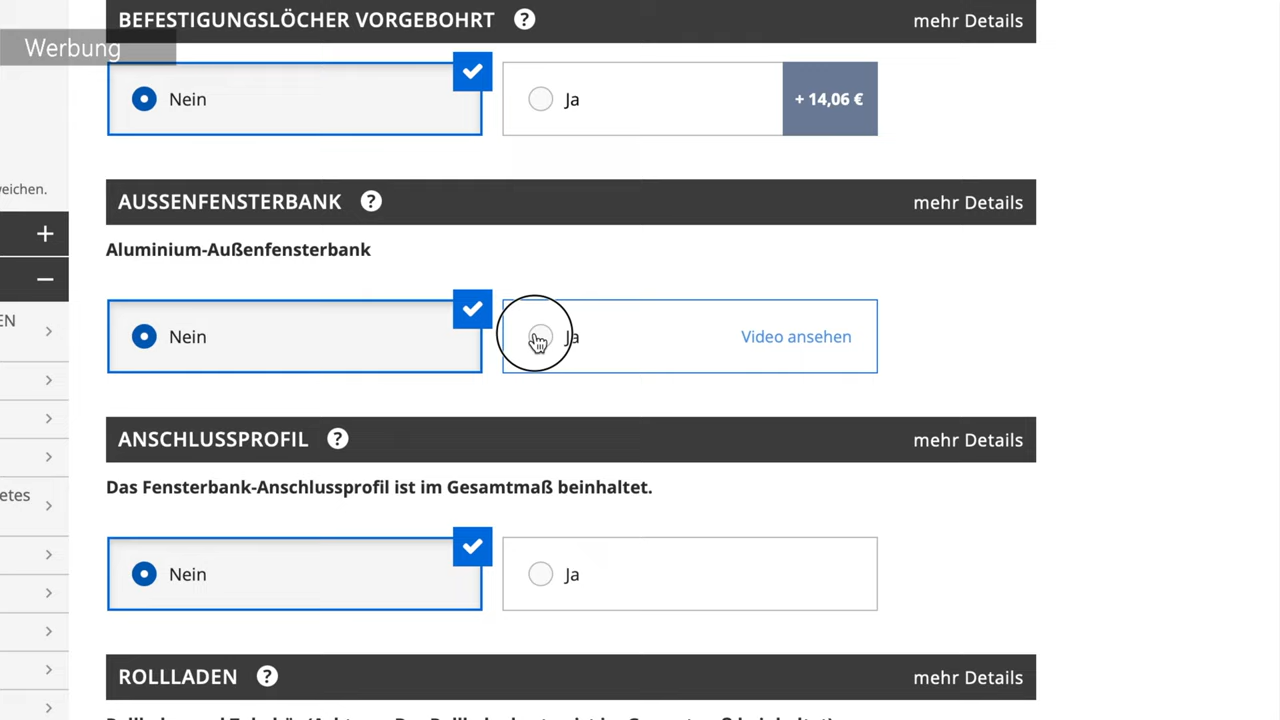 BEFESTIGUNGSLÖCHER VORGEBOHRT ? mehr Details
Werbung
Nein
Ja
+ 14,06 €
weichen.
AUSSENFENSTERBANK ? mehr Details
Aluminium-Außenfensterbank
EN
Nein
Ja
Video ansehen
ANSCHLUSSPROFIL ? mehr Details
Das Fensterbank-Anschlussprofil ist im Gesamtmaß beinhaltet.
etes
Nein
Ja
ROLLLADEN ? mehr Details